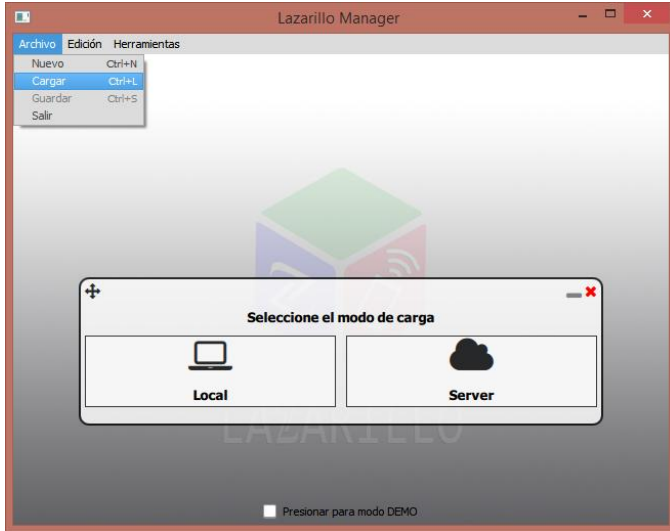 Lazarillo Manager
Archivo Edición Herramientas
Nuevo Ctrl+N
Cargar Ctrl+L
Guardar Ctrl+S
Salir
Seleccione el modo de carga
Local Server
LAZARILLO
Presionar para modo DEMO